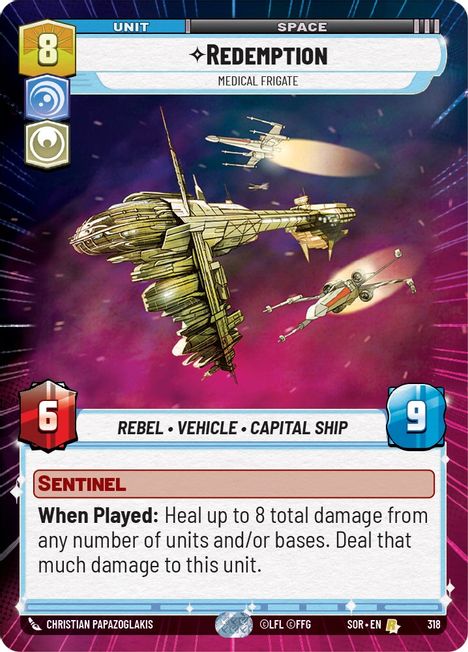 UNIT SPACE
8
REDEMPTION
MEDICAL FRIGATE
6
9
REBEL • VEHICLE • CAPITAL SHIP
SENTINEL
When Played: Heal up to 8 total damage from
any number of units and/or bases. Deal that
much damage to this unit.
CHRISTIAN PAPAZOGLAKIS ©LFL ©FFG SOR • EN R 318